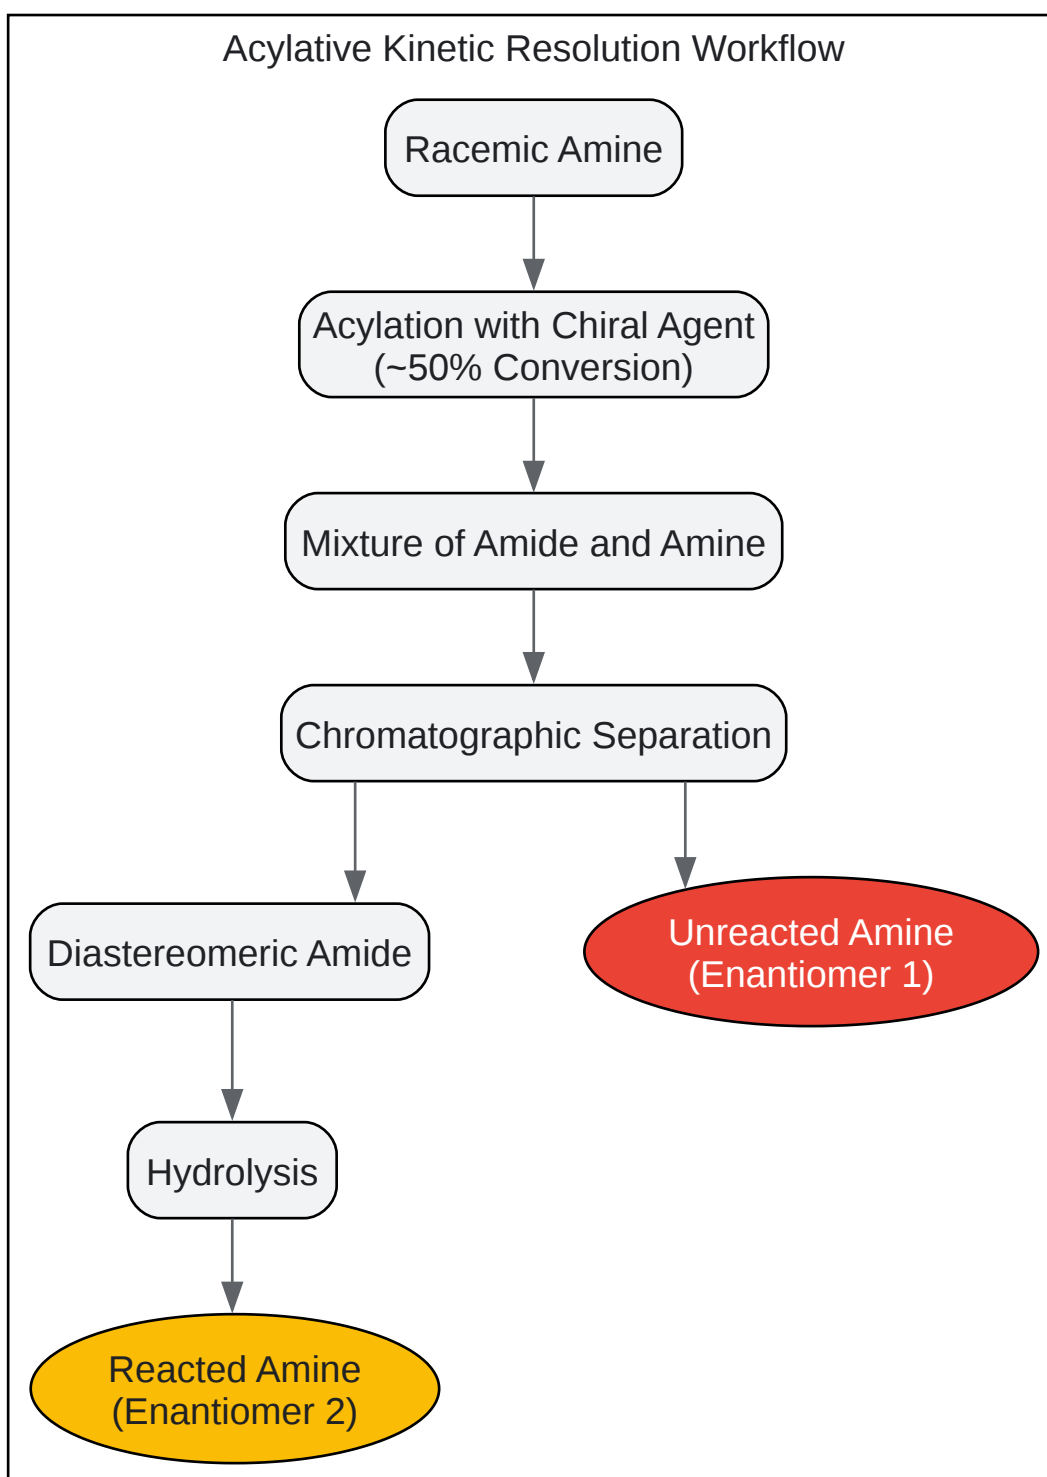 Acylative Kinetic Resolution Workflow
Racemic Amine
Acylation with Chiral Agent
(~50% Conversion)
Mixture of Amide and Amine
Chromatographic Separation
Diastereomeric Amide
Unreacted Amine
(Enantiomer 1)
Hydrolysis
Reacted Amine
(Enantiomer 2)